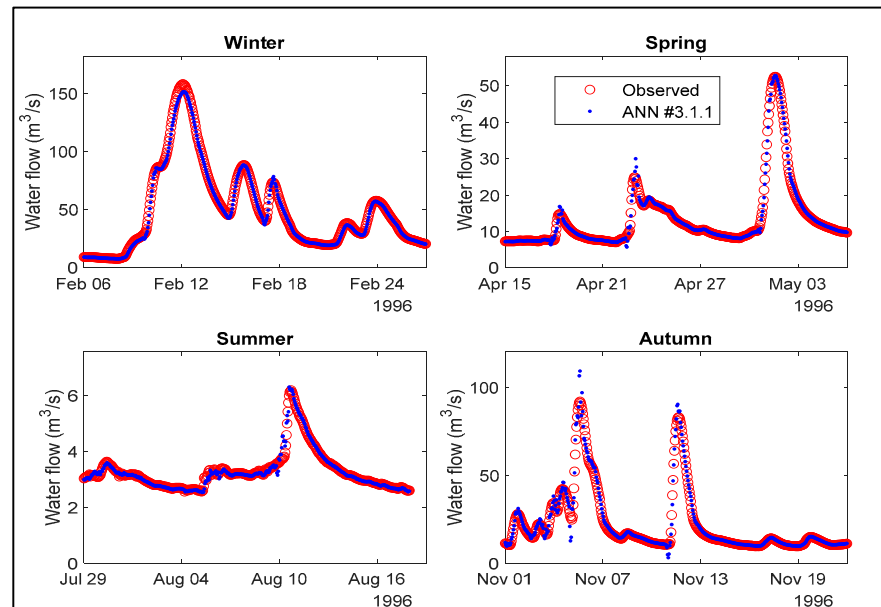 Winter
Water flow (m³/s)
150
100
50
0
Feb 06
Feb 12
Feb 18
Feb 24
1996
Spring
Water flow (m³/s)
50
40
30
20
10
0
Observed
ANN #3.1.1
Apr 15
Apr 21
Apr 27
May 03
1996
Summer
Water flow (m³/s)
6
4
2
0
Jul 29
Aug 04
Aug 10
Aug 16
1996
Autumn
Water flow (m³/s)
100
50
0
Nov 01
Nov 07
Nov 13
Nov 19
1996